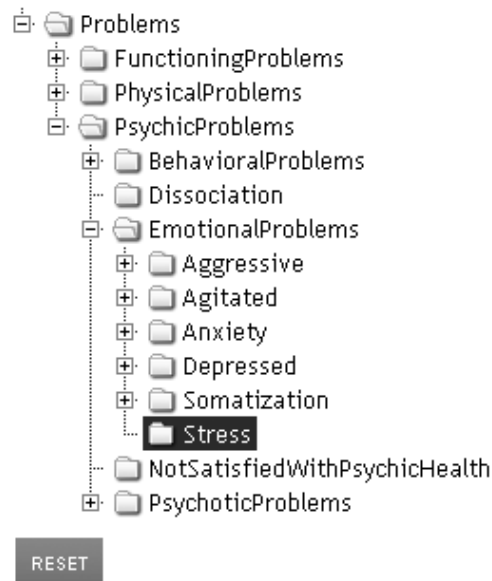 Problems
FunctioningProblems
PhysicalProblems
PsychicProblems
BehavioralProblems
Dissociation
EmotionalProblems
Aggressive
Agitated
Anxiety
Depressed
Somatization
Stress
NotSatisfiedWithPsychicHealth
PsychoticProblems
RESET